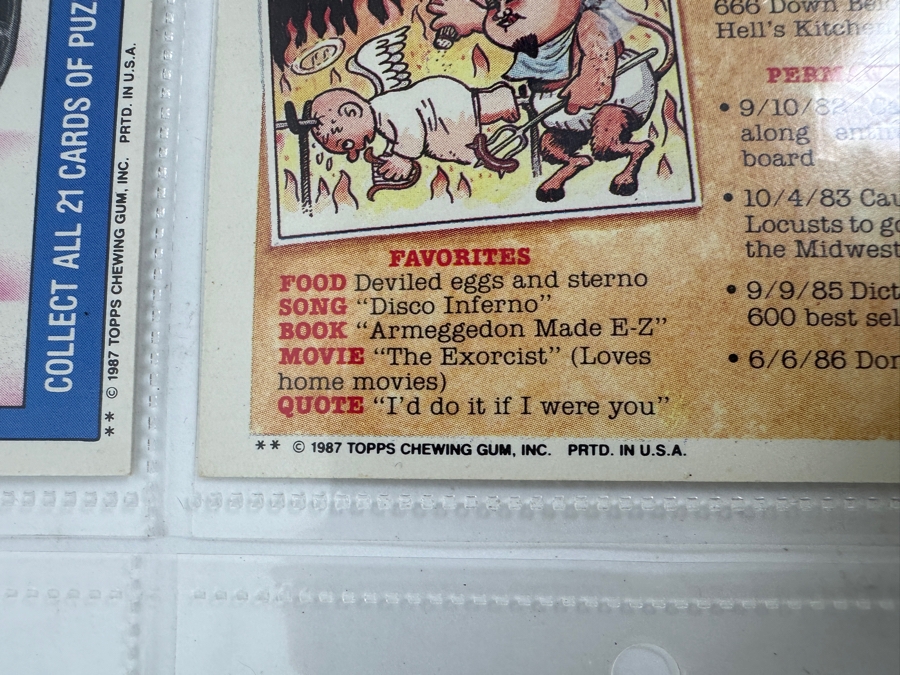 COLLECT ALL 21 CARDS OF PUZ
** © 1987 TOPPS CHEWING GUM, INC. PRTD. IN U.S.A.
FAVORITES
FOOD Deviled eggs and sterno
SONG “Disco Inferno”
BOOK “Armeggedon Made E-Z”
MOVIE “The Exorcist” (Loves
home movies)
QUOTE “I'd do it if I were you”
** © 1987 TOPPS CHEWING GUM, INC. PRTD. IN U.S.A.
666 Down Bel
Hell's Kitchen
PERM
• 9/10/82
along
board
• 10/4/83 Cau
Locusts to go
the Midwest
• 9/9/85 Dict
600 best sel
• 6/6/86 Don